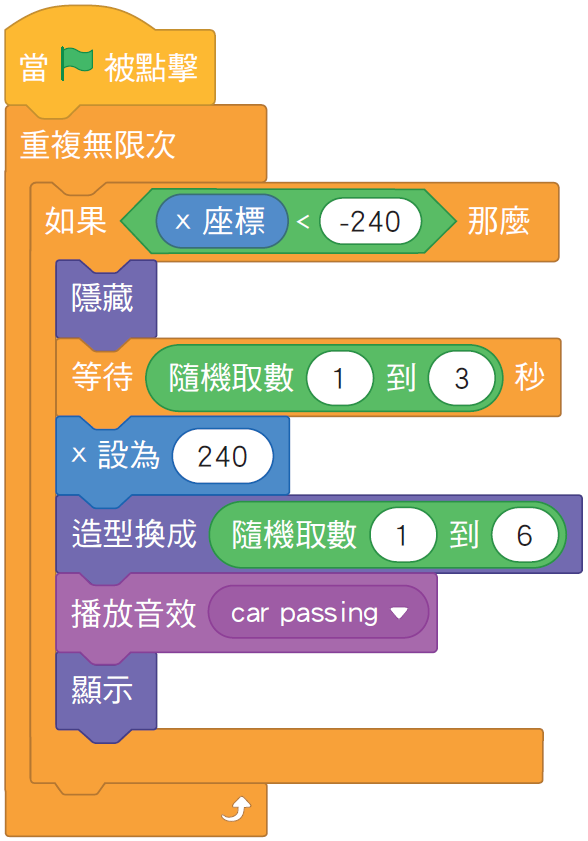 當 被點擊
重複無限次
如果 x 座標 < -240 那麼
隱藏
等待 隨機取數 1 到 3 秒
x 設為 240
造型換成 隨機取數 1 到 6
播放音效 car passing
顯示